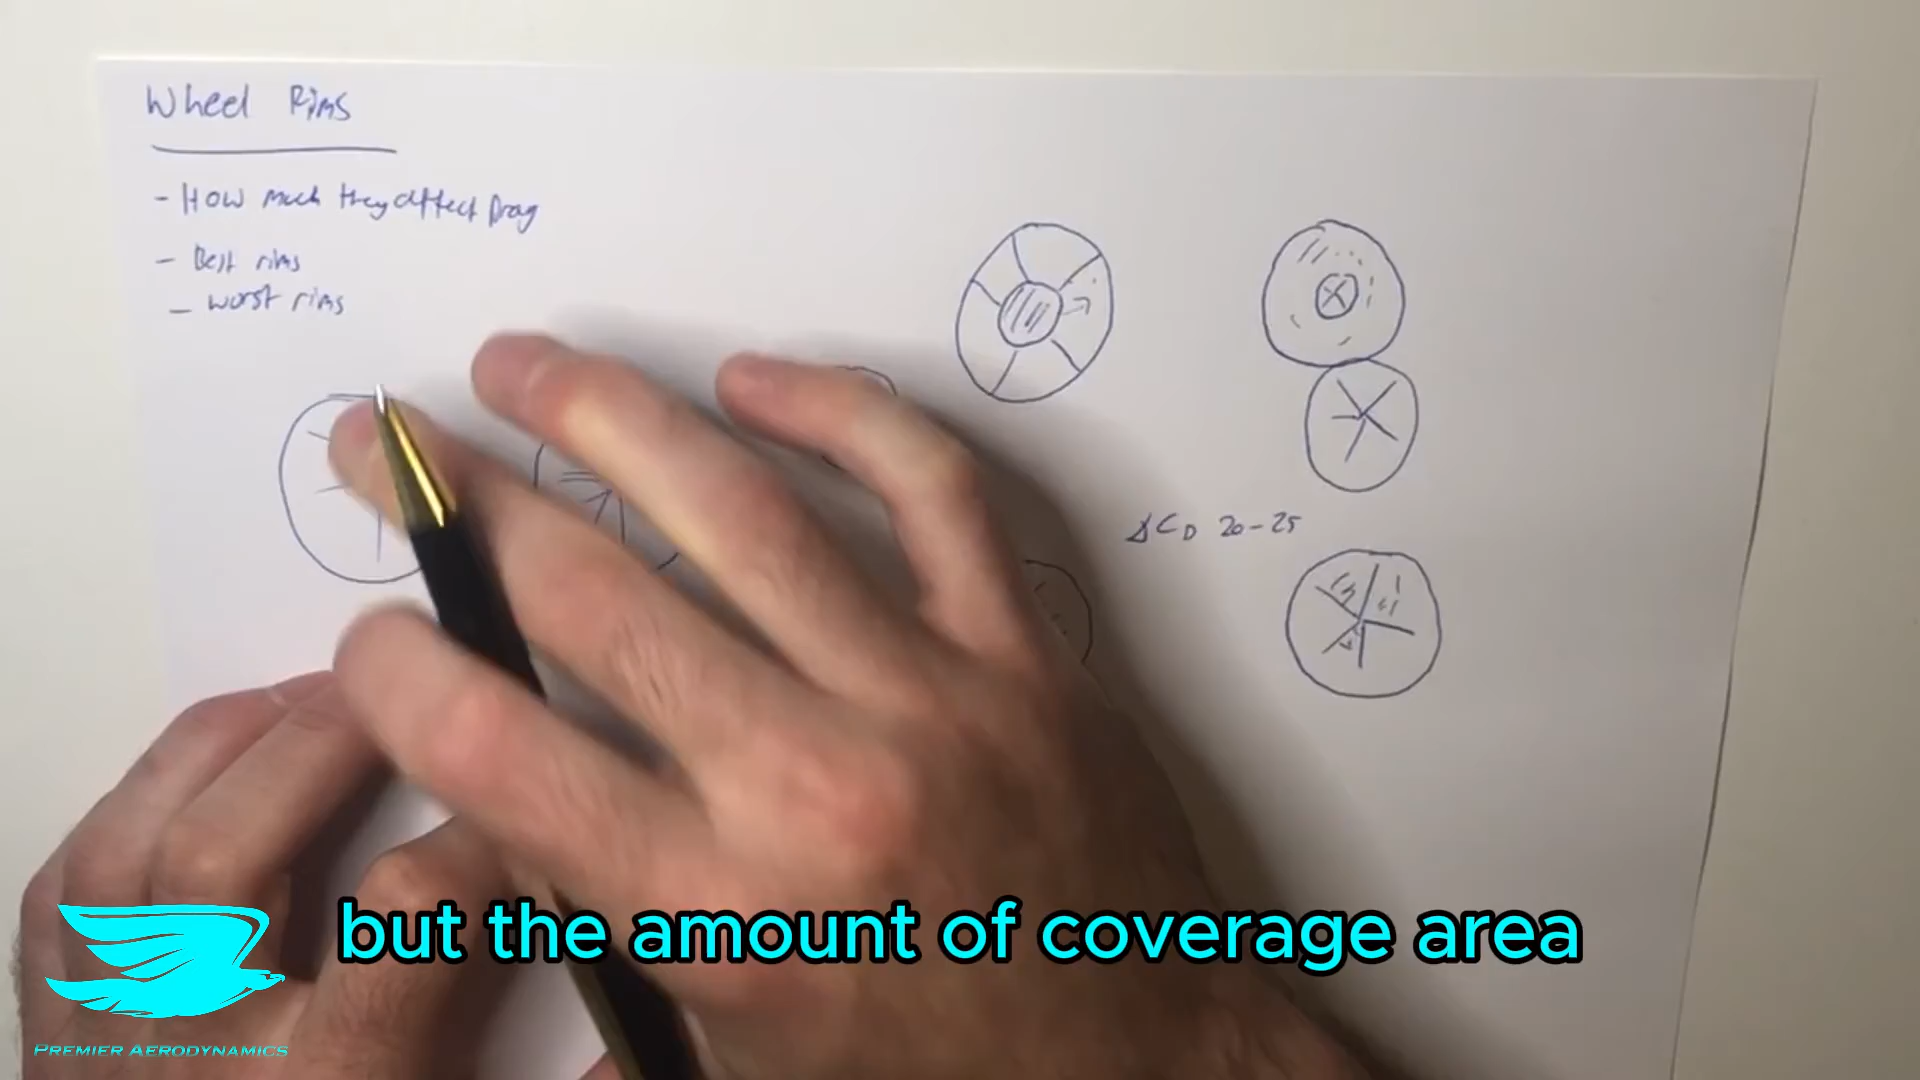 Wheel Rims
- How much they affect Drag
- Best rims
- worst rims
ΔCD 20-25
but the amount of coverage area
PREMIER AERODYNAMICS